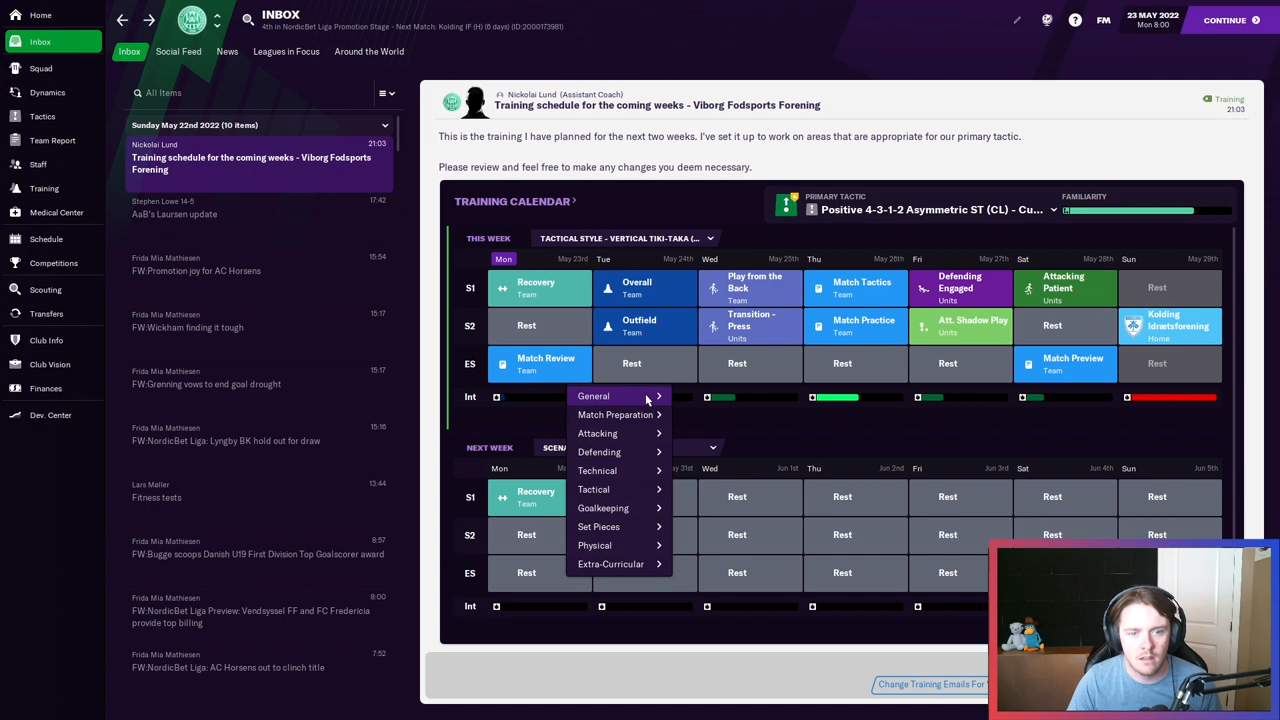 Home
Inbox
Squad
Dynamics
Tactics
Team Report
Staff
Training
Medical Center
Schedule
Competitions
Scouting
Transfers
Club Info
Club Vision
Finances
Dev. Center
INBOX
4th in NordicBet Liga Promotion Stage - Next Match: Kolding IF (H) (6 days) (ID:2000173981)
FM
23 MAY 2022
Mon 8:00
CONTINUE
Inbox
Social Feed
News
Leagues in Focus
Around the World
All Items
Sunday May 22nd 2022 (10 items)
Nickolai Lund 21:03
Training schedule for the coming weeks - Viborg Fodsports
Forening
Stephen Lowe 14-5 17:42
AaB's Laursen update
Frida Mia Mathiesen 15:54
FW:Promotion joy for AC Horsens
Frida Mia Mathiesen 15:17
FW:Wickham finding it tough
Frida Mia Mathiesen 15:17
FW:Grønning vows to end goal drought
Frida Mia Mathiesen 15:16
FW:NordicBet Liga: Lyngby BK hold out for draw
Lars Møller 13:44
Fitness tests
Frida Mia Mathiesen 8:57
FW:Bugge scoops Danish U19 First Division Top Goalscorer award
Frida Mia Mathiesen 8:00
FW:NordicBet Liga Preview: Vendsyssel FF and FC Fredericia
provide top billing
Frida Mia Mathiesen 7:52
FW:NordicBet Liga: AC Horsens out to clinch title
Nickolai Lund (Assistant Coach)
Training schedule for the coming weeks - Viborg Fodsports Forening
Training
21:03
This is the training I have planned for the next two weeks. I've set it up to work on areas that are appropriate for our primary tactic.
Please review and feel free to make any changes you deem necessary.
TRAINING CALENDAR
PRIMARY TACTIC
Positive 4-3-1-2 Asymmetric ST (CL) - Cu...
FAMILIARITY
THIS WEEK
TACTICAL STYLE - VERTICAL TIKI-TAKA (...
Mon May 23rd Tue May 24th Wed May 25th Thu May 26th Fri May 27th Sat May 28th Sun May 29th
S1
Recovery
Team
Overall
Team
Play from the
Back
Team
Match Tactics
Team
Defending
Engaged
Units
Attacking
Patient
Units
Rest
S2
Rest
Outfield
Team
Transition -
Press
Units
Match Practice
Team
Att. Shadow Play
Units
Rest
Kolding
Idrætsforening
Home
ES
Match Review
Team
Rest
Rest
Rest
Rest
Match Preview
Team
Rest
Int
General
Match Preparation
Attacking
Defending
Technical
Tactical
Goalkeeping
Set Pieces
Physical
Extra-Curricular
NEXT WEEK
Mon Wed Jun 1st Thu Jun 2nd Fri Jun 3rd Sat Jun 4th Sun Jun 5th
S1
Recovery
Team
Rest
Rest
Rest
Rest
Rest
S2
Rest
Rest
Rest
Rest
Rest
Rest
ES
Rest
Rest
Rest
Rest
Int
Change Training Emails For